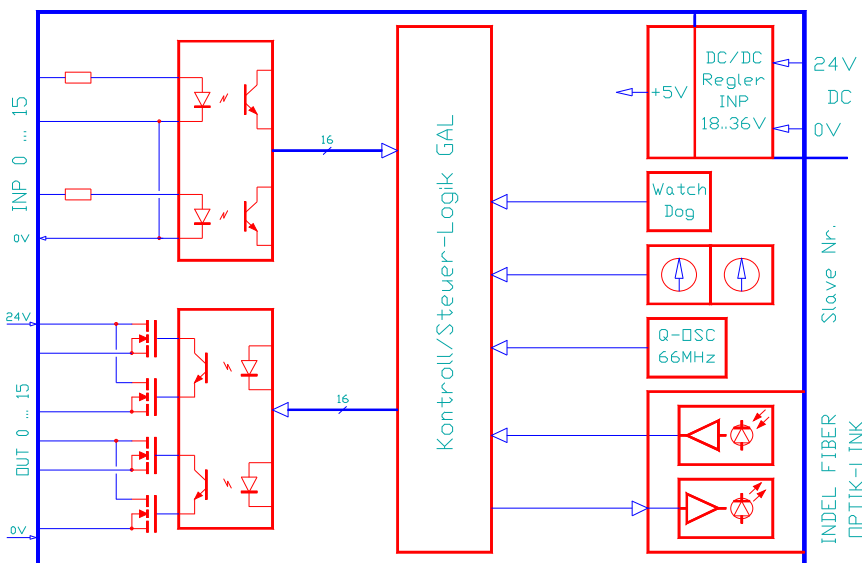 INP 0 ... 15
0V
16
Kontroll/Steuer-Logik GAL
+5V
DC/DC
Regler
INP
18..36V
24V
DC
0V
Watch
Dog
Slave Nr.
Q-OSC
66MHz
24V
OUT 0 ... 15
0V
16
INDEL FIBER
OPTIK-LINK